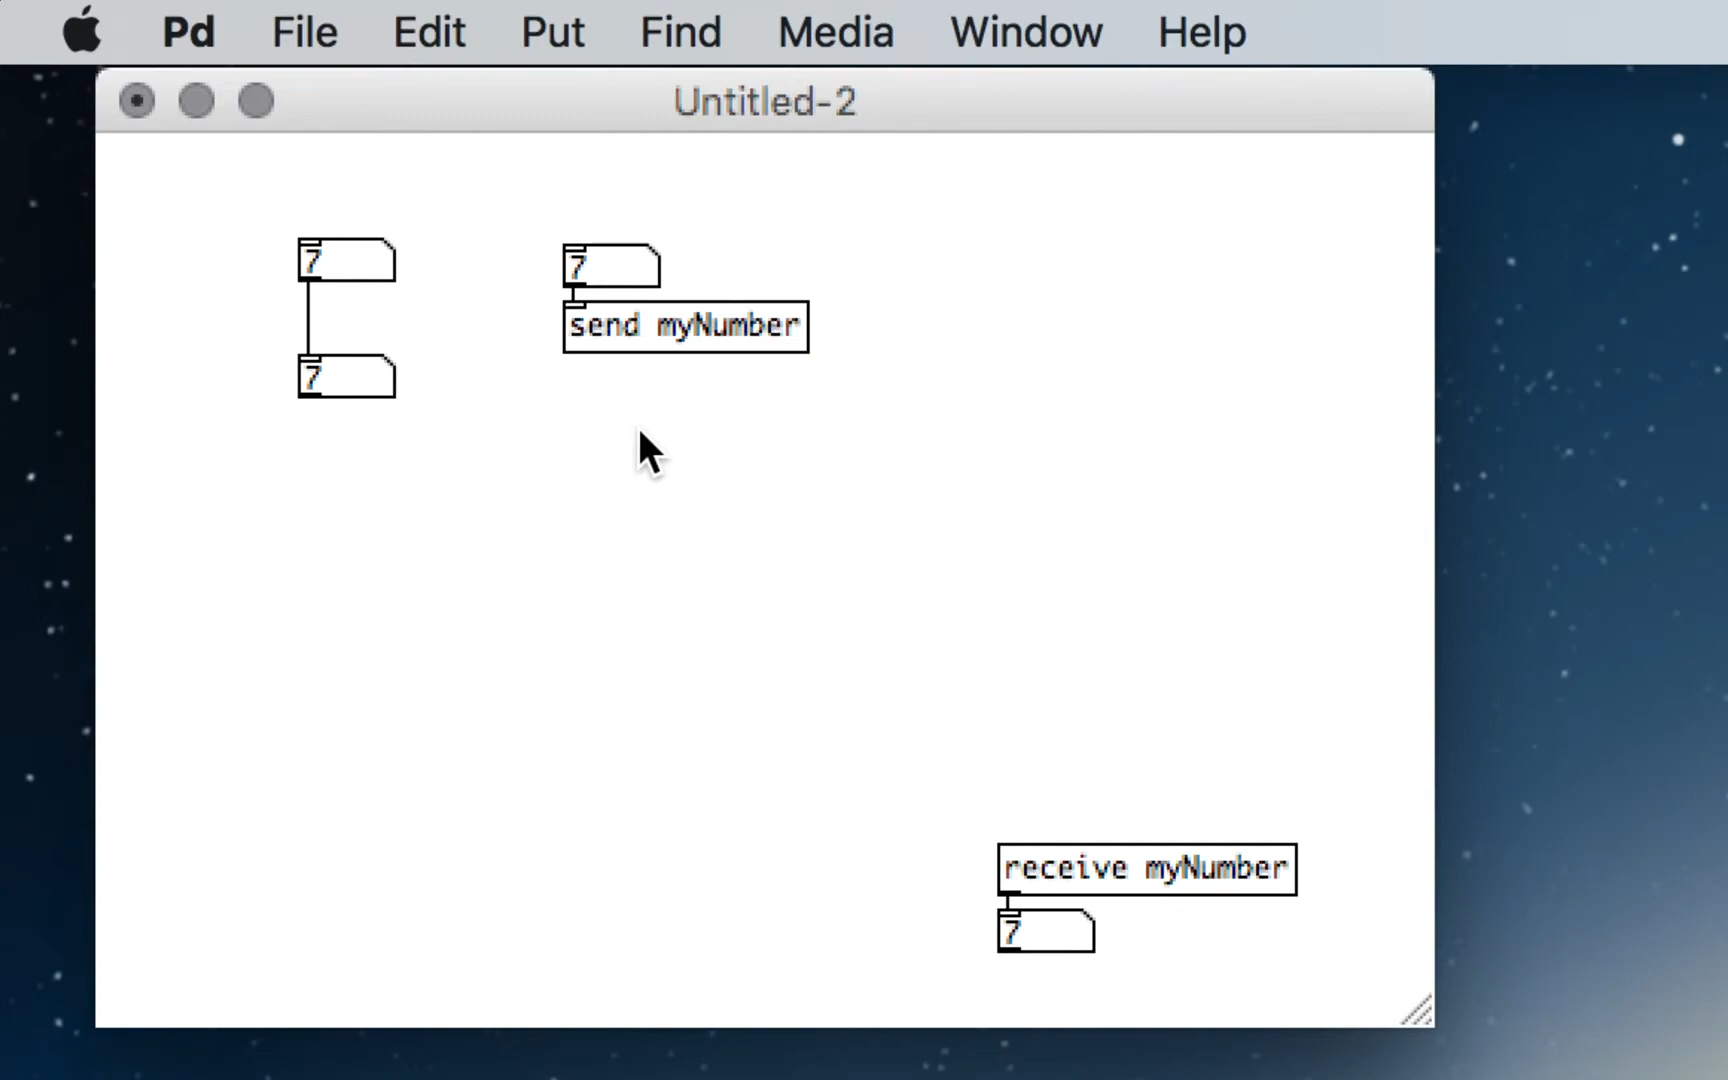 Pd File Edit Put Find Media Window Help
Untitled-2
7
7
send myNumber
7
receive myNumber
7